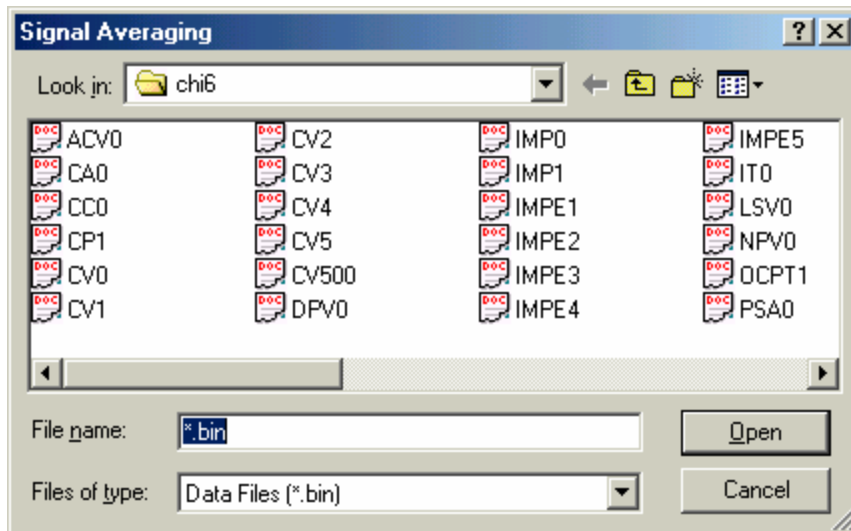 Signal Averaging
Look in: chi6
ACV0 CV2 IMP0 IMPE5
CA0 CV3 IMP1 IT0
CC0 CV4 IMPE1 LSV0
CP1 CV5 IMPE2 NPV0
CV0 CV500 IMPE3 OCPT1
CV1 DPV0 IMPE4 PSA0
File name: *.bin Open
Files of type: Data Files (*.bin) Cancel